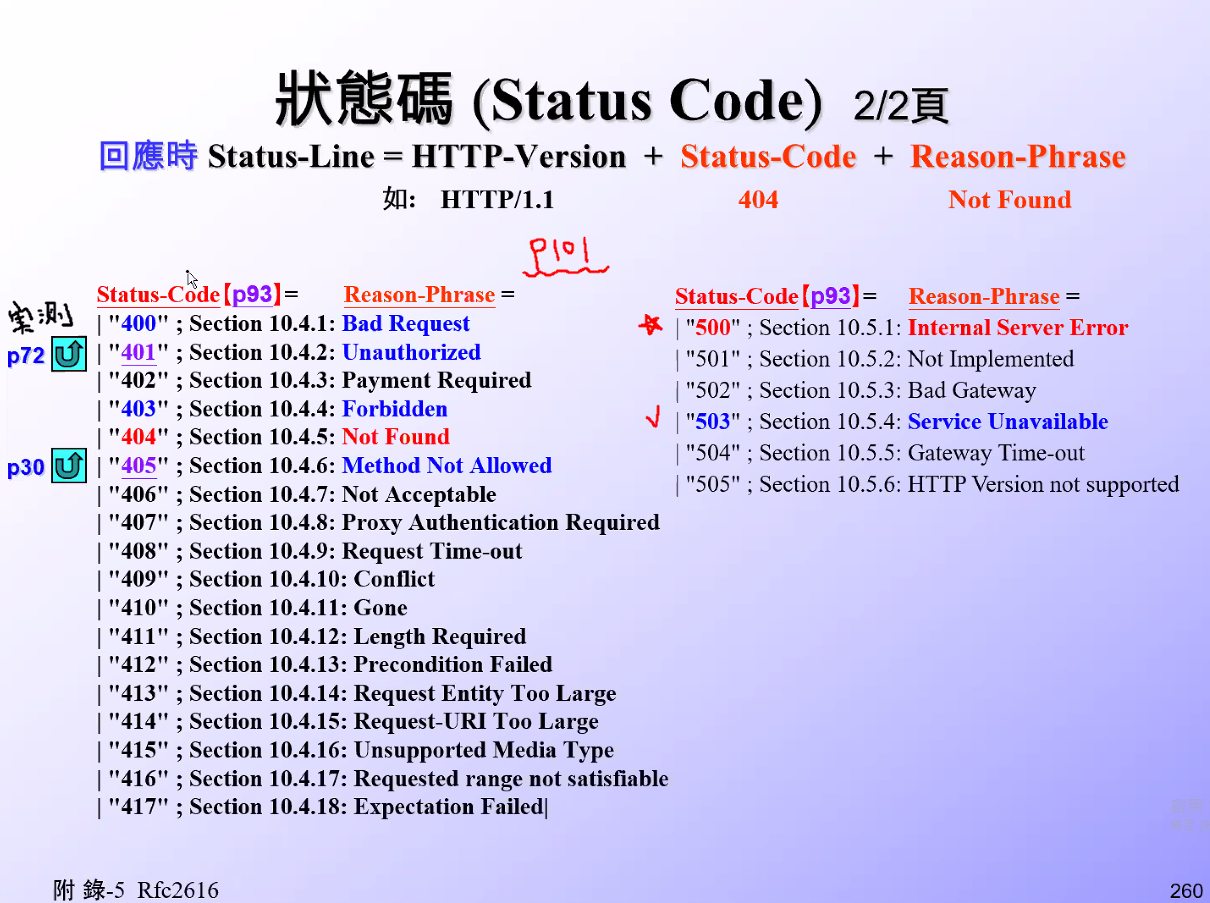 狀態碼 (Status Code) 2/2頁
回應時 Status-Line = HTTP-Version + Status-Code + Reason-Phrase
如: HTTP/1.1 404 Not Found
P101
Status-Code【p93】= Reason-Phrase =
实測
| "400" ; Section 10.4.1: Bad Request
p72 | "401" ; Section 10.4.2: Unauthorized
| "402" ; Section 10.4.3: Payment Required
| "403" ; Section 10.4.4: Forbidden
| "404" ; Section 10.4.5: Not Found
p30 | "405" ; Section 10.4.6: Method Not Allowed
| "406" ; Section 10.4.7: Not Acceptable
| "407" ; Section 10.4.8: Proxy Authentication Required
| "408" ; Section 10.4.9: Request Time-out
| "409" ; Section 10.4.10: Conflict
| "410" ; Section 10.4.11: Gone
| "411" ; Section 10.4.12: Length Required
| "412" ; Section 10.4.13: Precondition Failed
| "413" ; Section 10.4.14: Request Entity Too Large
| "414" ; Section 10.4.15: Request-URI Too Large
| "415" ; Section 10.4.16: Unsupported Media Type
| "416" ; Section 10.4.17: Requested range not satisfiable
| "417" ; Section 10.4.18: Expectation Failed|
Status-Code【p93】= Reason-Phrase =
| "500" ; Section 10.5.1: Internal Server Error
| "501" ; Section 10.5.2: Not Implemented
| "502" ; Section 10.5.3: Bad Gateway
| "503" ; Section 10.5.4: Service Unavailable
| "504" ; Section 10.5.5: Gateway Time-out
| "505" ; Section 10.5.6: HTTP Version not supported
附 錄-5 Rfc2616
260